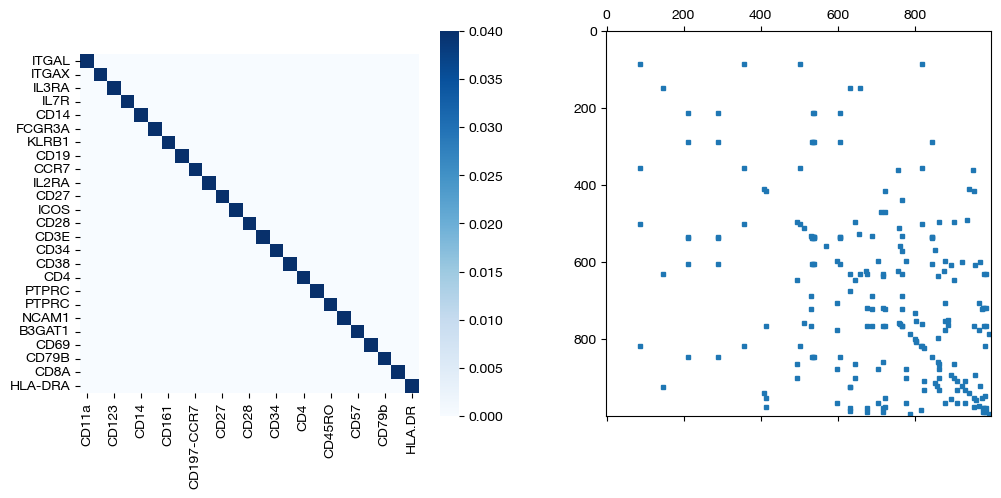 ITGAL
ITGAX
IL3RA
IL7R
CD14
FCGR3A
KLRB1
CD19
CCR7
IL2RA
CD27
ICOS
CD28
CD3E
CD34
CD38
CD4
PTPRC
PTPRC
NCAM1
B3GAT1
CD69
CD79B
CD8A
HLA-DRA
CD11a
CD123
CD14
CD161
CD197-CCR7
CD27
CD28
CD34
CD4
CD45RO
CD57
CD79b
HLA.DR
0.040
0.035
0.030
0.025
0.020
0.015
0.010
0.005
0.000
0 200 400 600 800
0
200
400
600
800